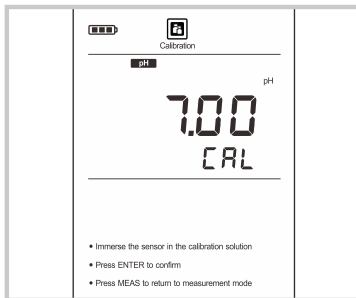 Calibration
pH
pH
7.00
CAL
• Immerse the sensor in the calibration solution
• Press ENTER to confirm
• Press MEAS to return to measurement mode